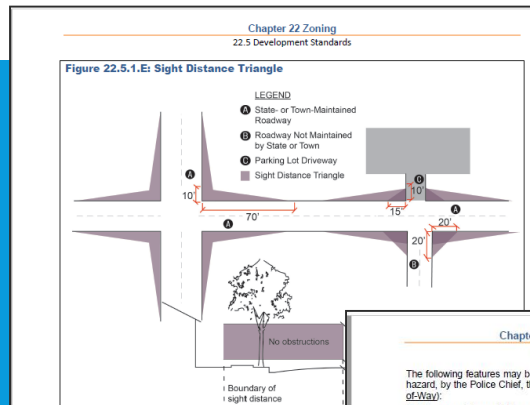 Chapter 22 Zoning
22.5 Development Standards
Figure 22.5.1.E: Sight Distance Triangle
LEGEND
A State- or Town-Maintained
Roadway
B Roadway Not Maintained
by State or Town
C Parking Lot Driveway
Sight Distance Triangle
A
C
10'
10'
15'
A
70'
20'
A
20'
B
No obstructions
Boundary of
sight distance
Chapte
The following features may b
hazard, by the Police Chief, t
of-Way):